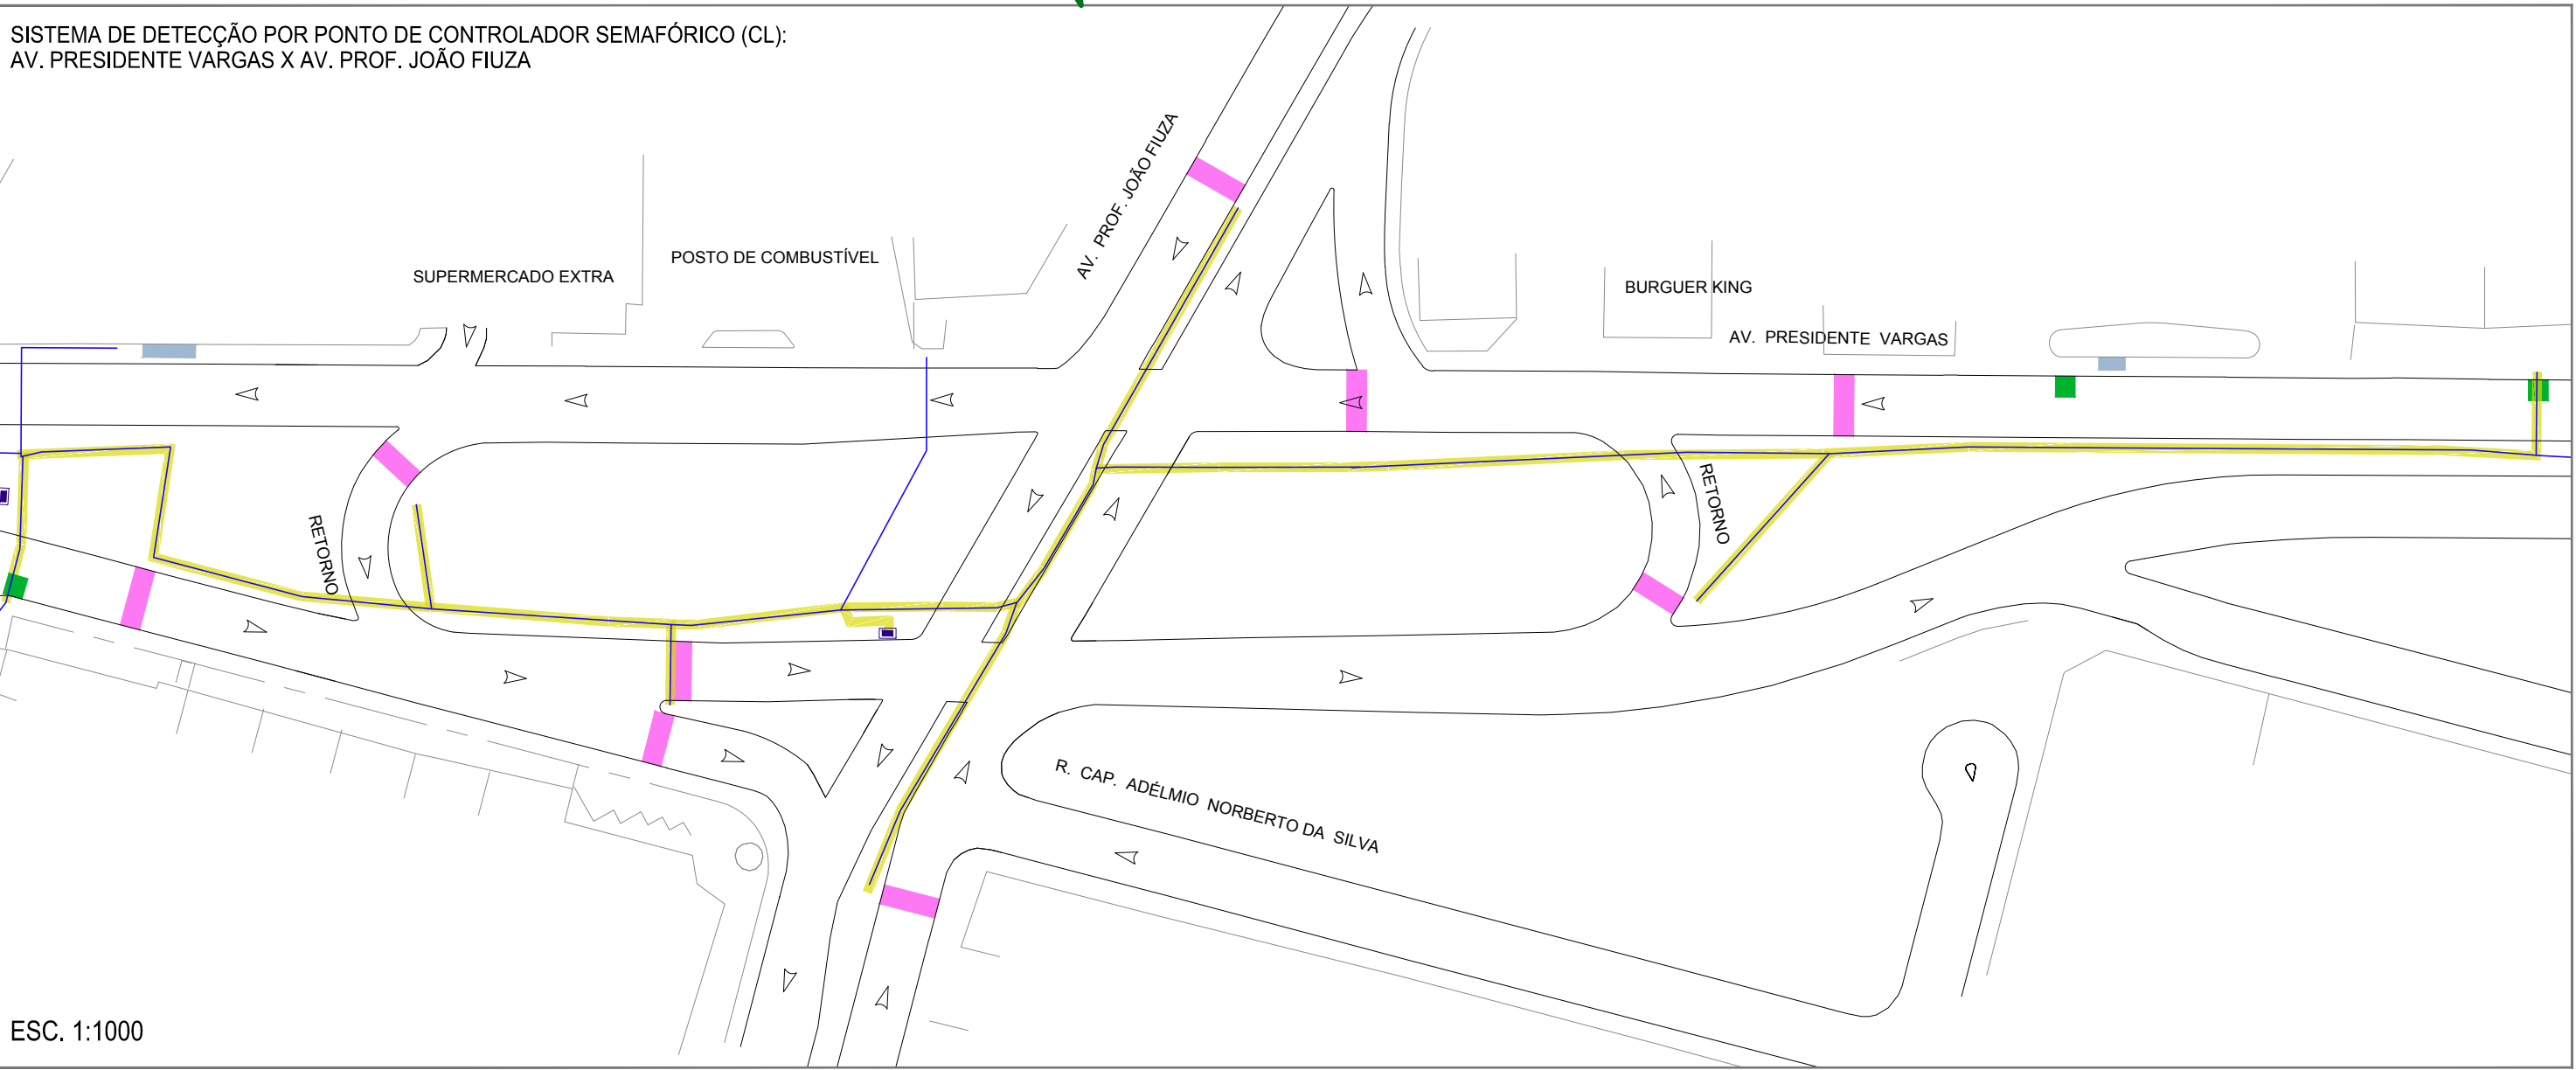 SISTEMA DE DETECÇÃO POR PONTO DE CONTROLADOR SEMAFÓRICO (CL):
AV. PRESIDENTE VARGAS X AV. PROF. JOÃO FIUZA
AV. PROF. JOÃO FIUZA
POSTO DE COMBUSTÍVEL
SUPERMERCADO EXTRA
BURGUER KING
AV. PRESIDENTE VARGAS
RETORNO
RETORNO
R. CAP. ADÉLMIO NORBERTO DA SILVA
ESC. 1:1000